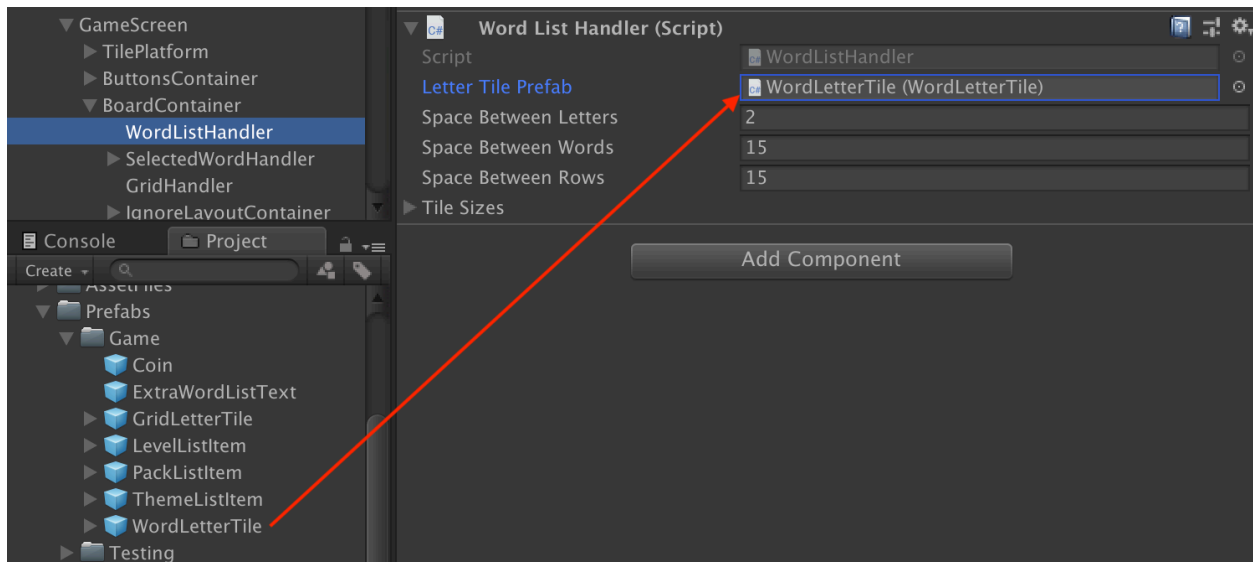 GameScreen
TilePlatform
ButtonsContainer
BoardContainer
WordListHandler
SelectedWordHandler
GridHandler
IgnoreLayoutContainer
Console
Project
Create
AssetFiles
Prefabs
Game
Coin
ExtraWordListText
GridLetterTile
LevelListItem
PackListItem
ThemeListItem
WordLetterTile
Testing
C#
Word List Handler (Script)
Script
WordListHandler
Letter Tile Prefab
WordLetterTile (WordLetterTile)
Space Between Letters
2
Space Between Words
15
Space Between Rows
15
Tile Sizes
Add Component